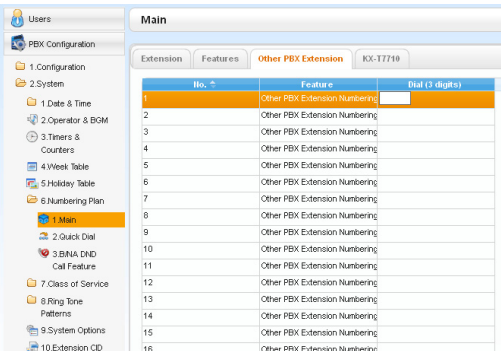 Users
PBX Configuration
1.Configuration
2.System
1.Date & Time
2.Operator & BGM
3.Timers &
Counters
4.Week Table
5.Holiday Table
6.Numbering Plan
1.Main
2.Quick Dial
3.B/NA DND
Call Feature
7.Class of Service
8.Ring Tone
Patterns
9.System Options
10.Extension CID
Main
Extension Features Other PBX Extension KX-T7710
No. Feature Dial (3 digits)
1 Other PBX Extension Numbering
2 Other PBX Extension Numbering
3 Other PBX Extension Numbering
4 Other PBX Extension Numbering
5 Other PBX Extension Numbering
6 Other PBX Extension Numbering
7 Other PBX Extension Numbering
8 Other PBX Extension Numbering
9 Other PBX Extension Numbering
10 Other PBX Extension Numbering
11 Other PBX Extension Numbering
12 Other PBX Extension Numbering
13 Other PBX Extension Numbering
14 Other PBX Extension Numbering
15 Other PBX Extension Numbering
16 Other PBX Extension Numbering